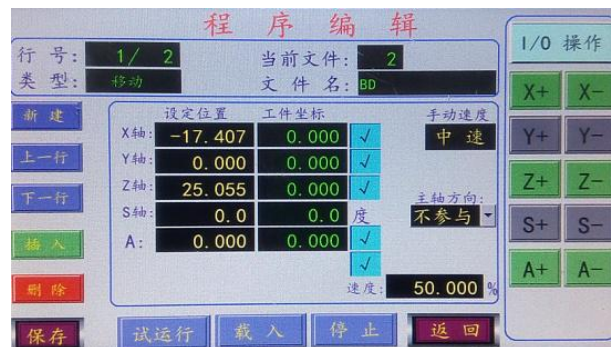 程序编辑
行 号: 1/ 2 当前文件: 2
类 型: 移动 文 件 名: BD
I/O 操作
新 建
上一行
下一行
插 入
删 除
保存
设定位置 工件坐标 手动速度
X轴: -17.407 0.000 √ 中 速
Y轴: 0.000 0.000 √
Z轴: 25.055 0.000 √ 主轴方向:
S轴: 0.0 0.0 度 不参与
A: 0.000 0.000 √
√
速度: 50.000 %
试运行 载 入 停 止 返 回
X+ X-
Y+ Y-
Z+ Z-
S+ S-
A+ A-